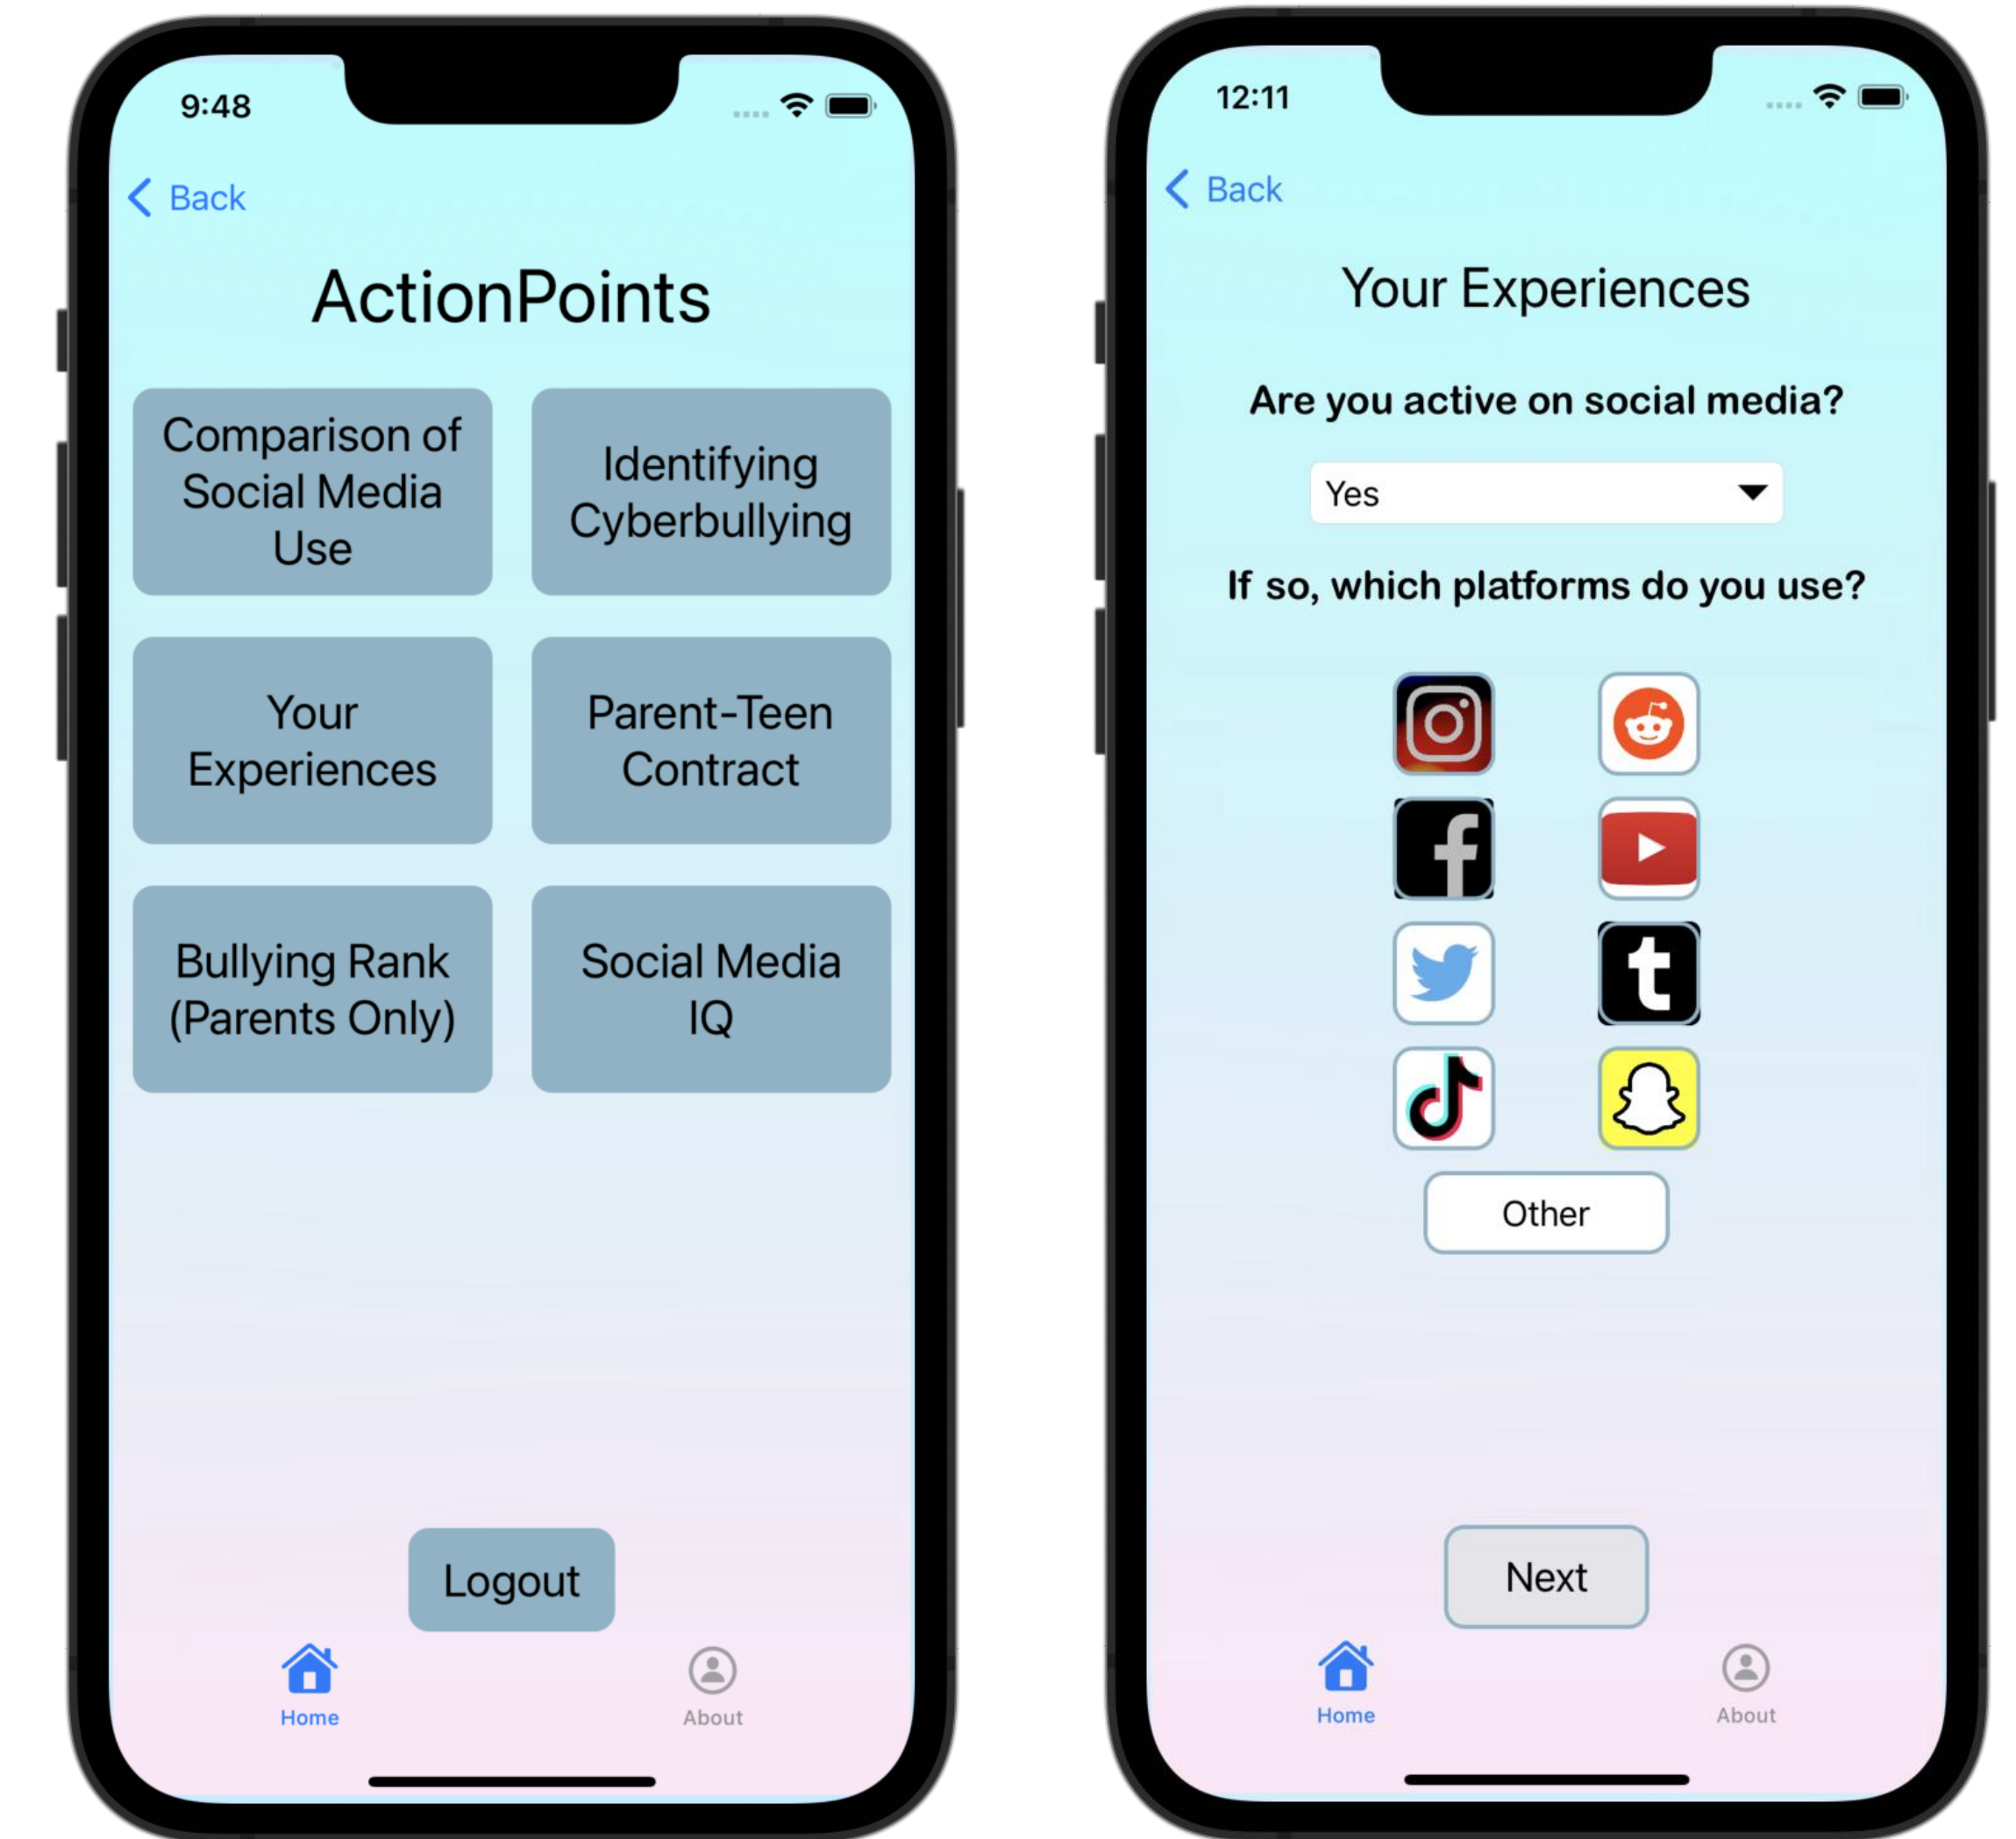 9:48
Back
ActionPoints
Comparison of
Social Media
Use
Identifying
Cyberbullying
Your
Experiences
Parent-Teen
Contract
Bullying Rank
(Parents Only)
Social Media
IQ
Logout
Home
About
12:11
Back
Your Experiences
Are you active on social media?
Yes
If so, which platforms do you use?
Other
Next
Home
About